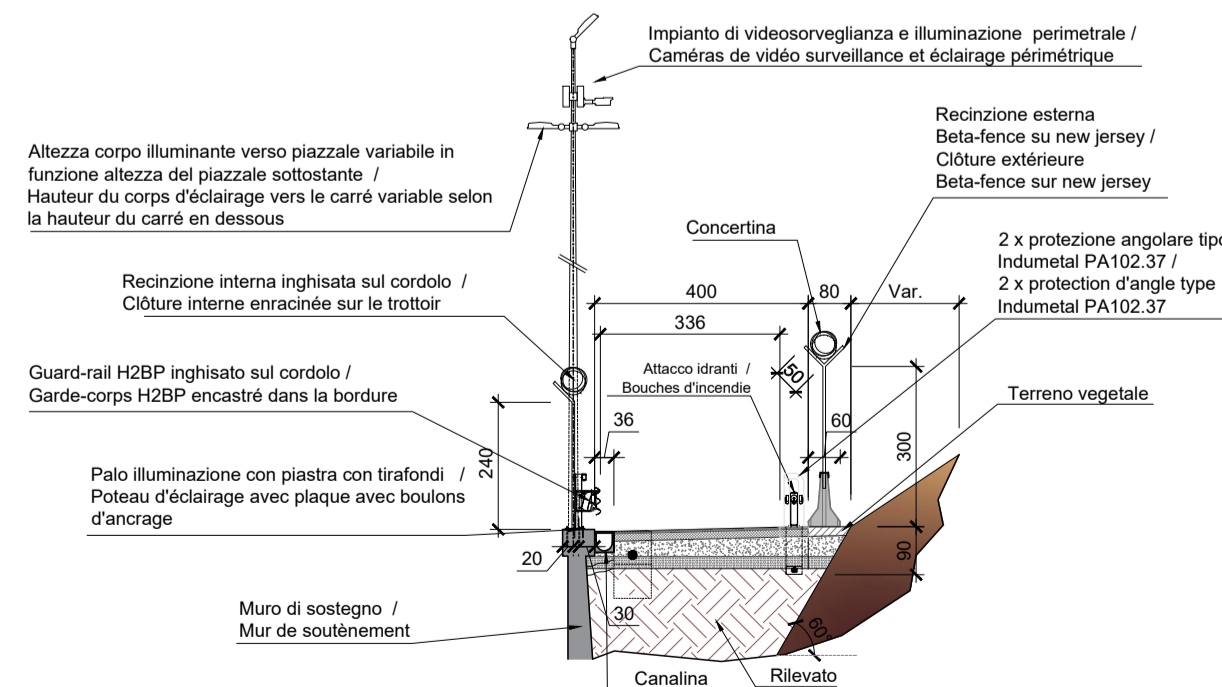 Impianto di videosorveglianza e illuminazione perimetrale /
Caméras de vidéo surveillance et éclairage périmétrique
Recinzione esterna
Beta-fence su new jersey /
Clôture extérieure
Beta-fence sur new jersey
Altezza corpo illuminante verso piazzale variabile in
funzione altezza del piazzale sottostante /
Hauteur du corps d'éclairage vers le carré variable selon
la hauteur du carré en dessous
Concertina
2 x protezione angolare tipo
Indumetal PA102.37 /
2 x protection d'angle type
Indumetal PA102.37
Recinzione interna inghisata sul cordolo /
Clôture interne enracinée sur le trottoir
400
80
Var.
336
Guard-rail H2BP inghisato sul cordolo /
Garde-corps H2BP encastré dans la bordure
Attacco idranti /
Bouches d'incendie
50
Terreno vegetale
36
60
300
240
Palo illuminazione con piastra con tirafondi /
Poteau d'éclairage avec plaque avec boulons
d'ancrage
20
90
30
60°
Muro di sostegno /
Mur de soutènement
Canalina
Rilevato